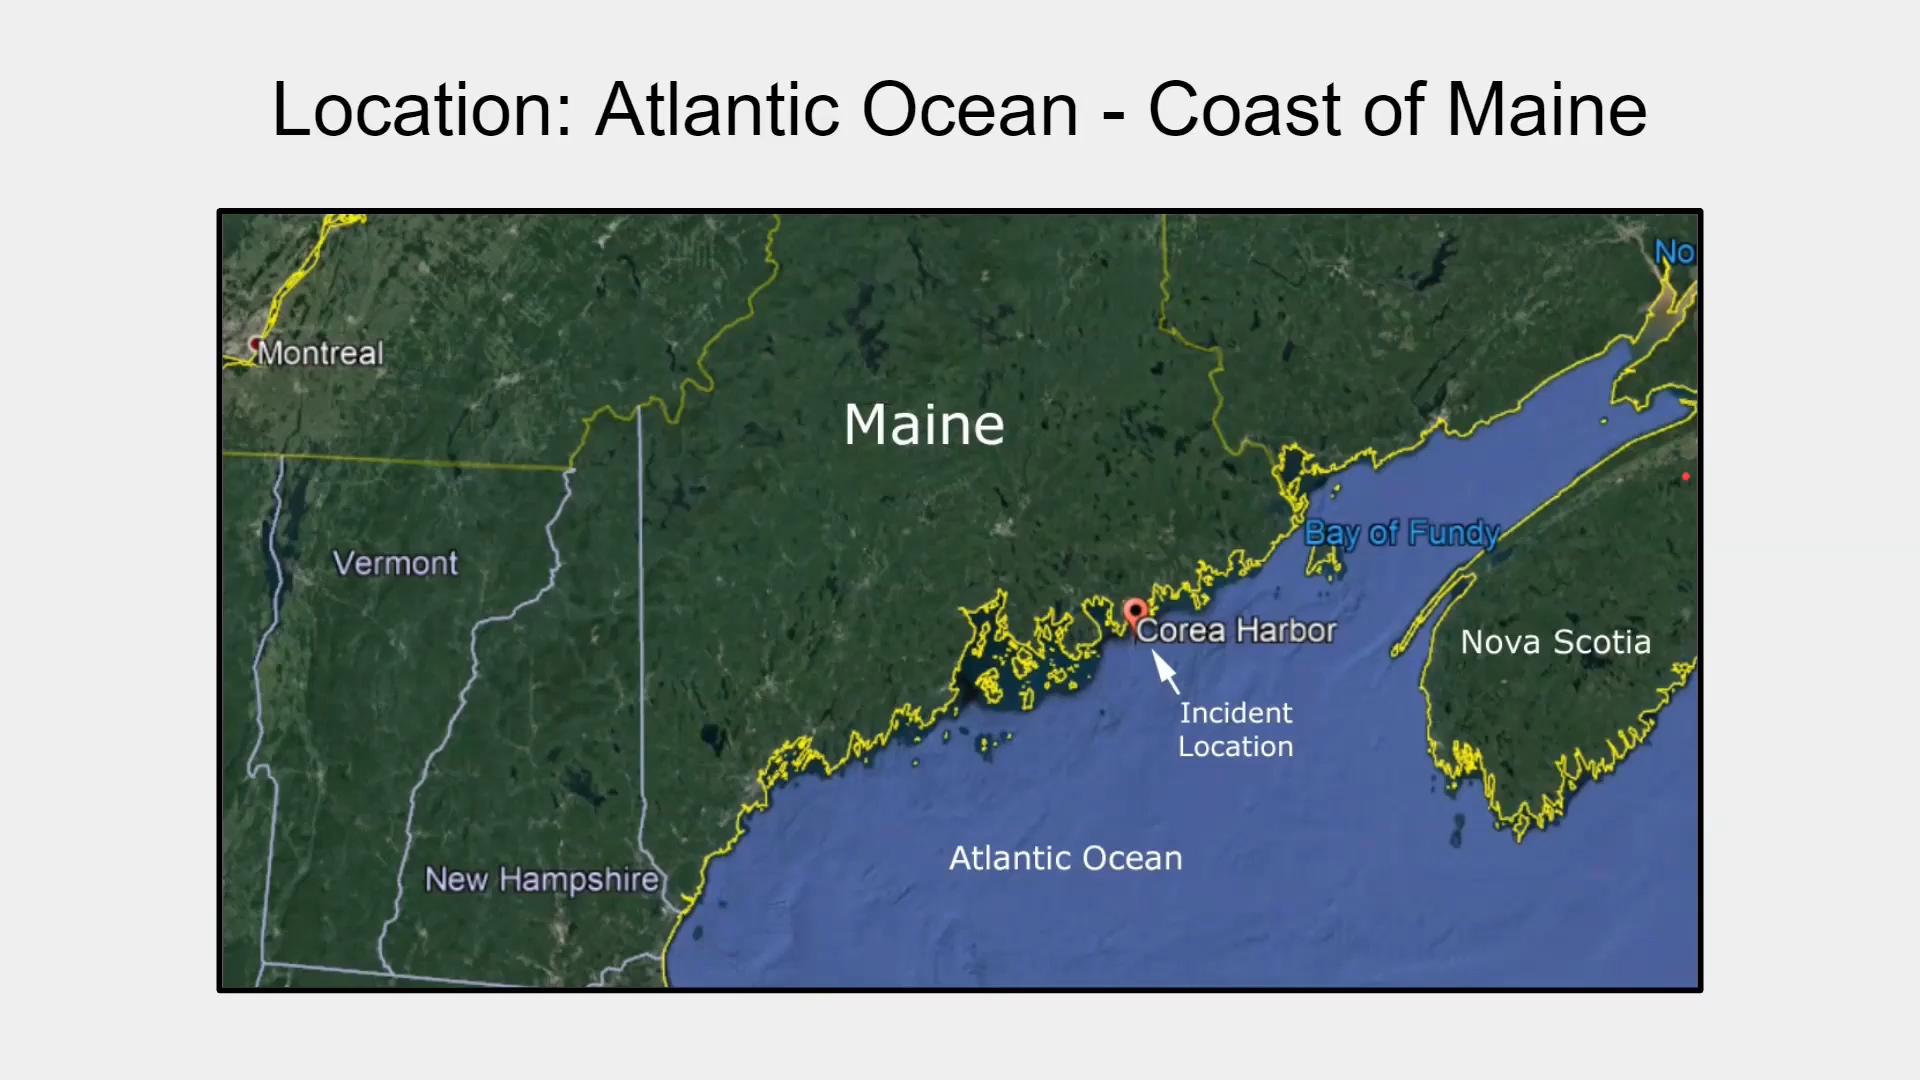 Location: Atlantic Ocean - Coast of Maine
No
Montreal
Maine
Bay of Fundy
Vermont
Corea Harbor
Nova Scotia
Incident
Location
Atlantic Ocean
New Hampshire